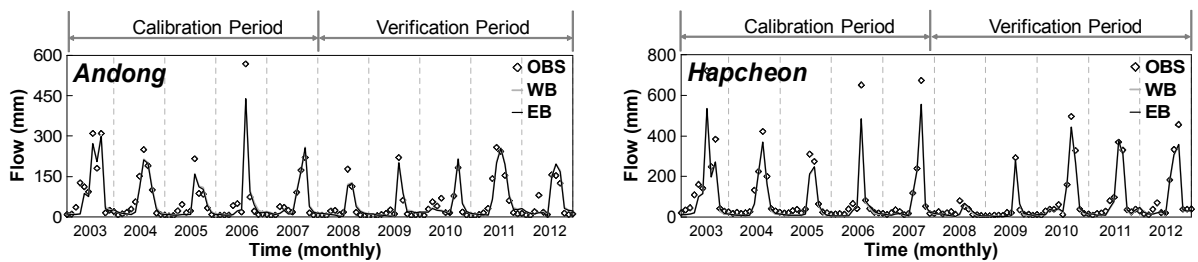 Calibration Period Verification Period
600
450
300
150
0
Flow (mm)
Andong
OBS
WB
EB
2003 2004 2005 2006 2007 2008 2009 2010 2011 2012
Time (monthly)
Calibration Period Verification Period
800
600
400
200
0
Flow (mm)
Hapcheon
OBS
WB
EB
2003 2004 2005 2006 2007 2008 2009 2010 2011 2012
Time (monthly)